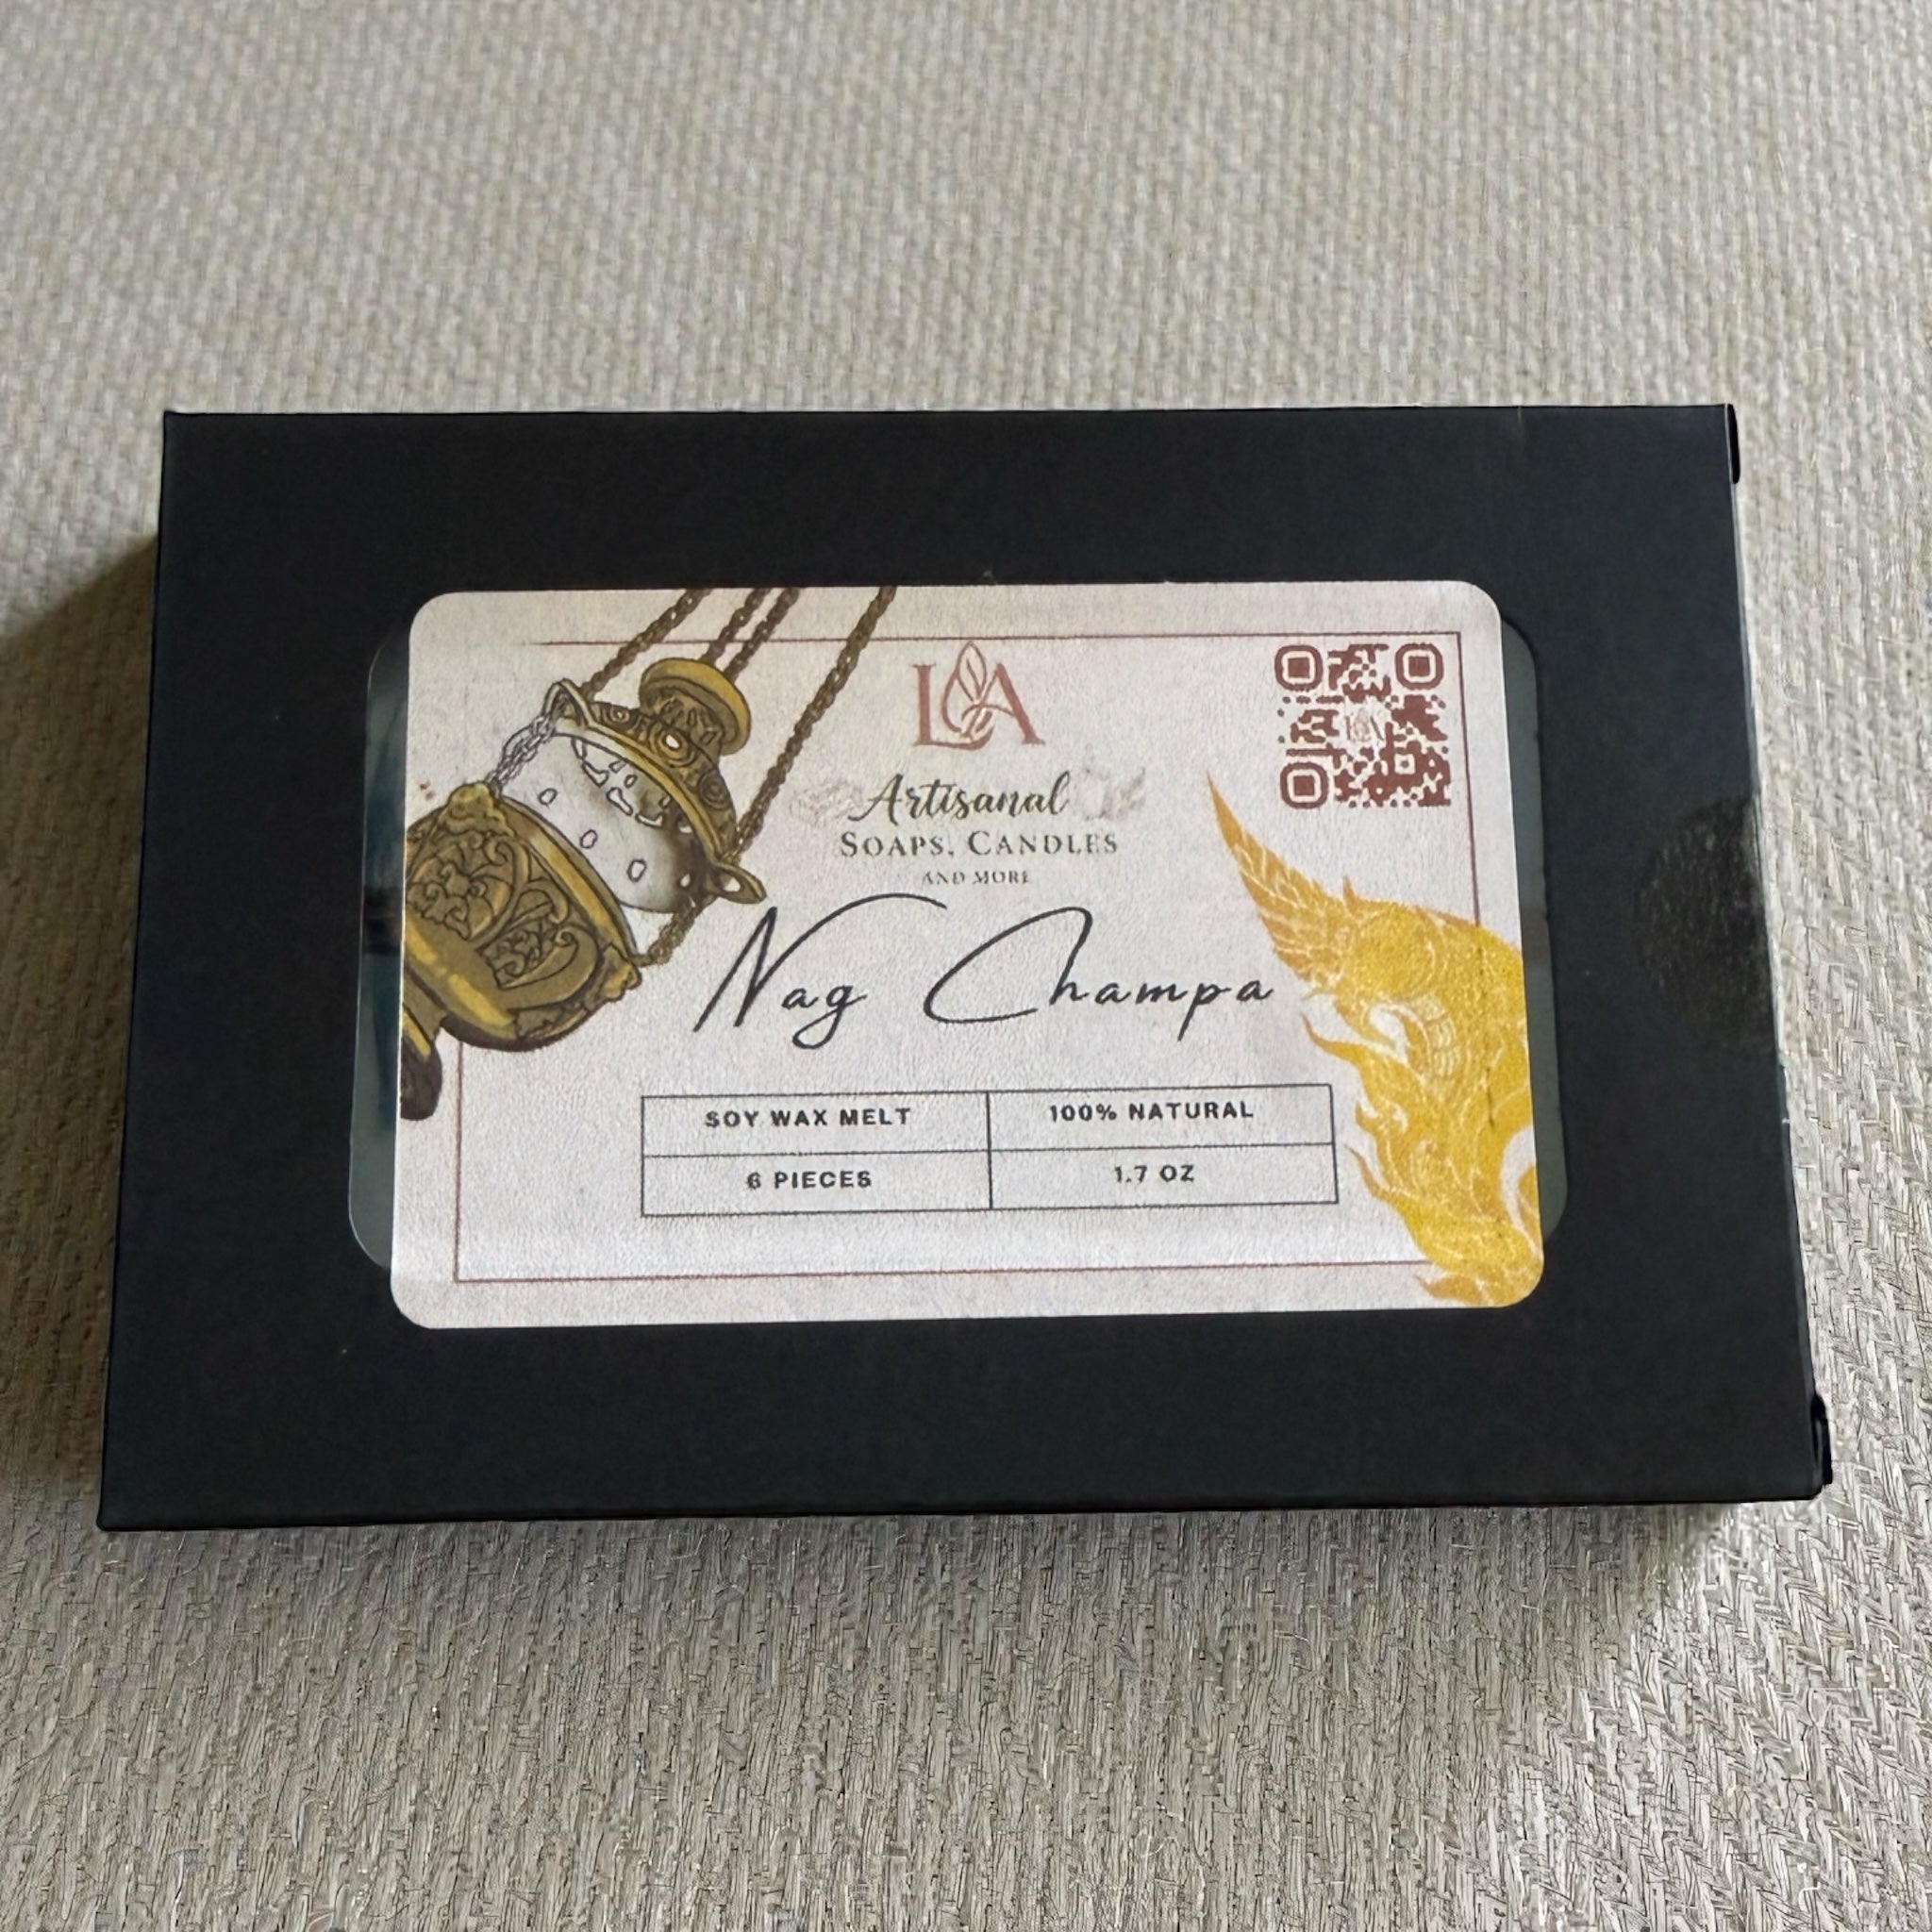 LA
Artisanal
SOAPS, CANDLES
AND MORE
Nag Champa
SOY WAX MELT 100% NATURAL
6 PIECES 1.7 OZ